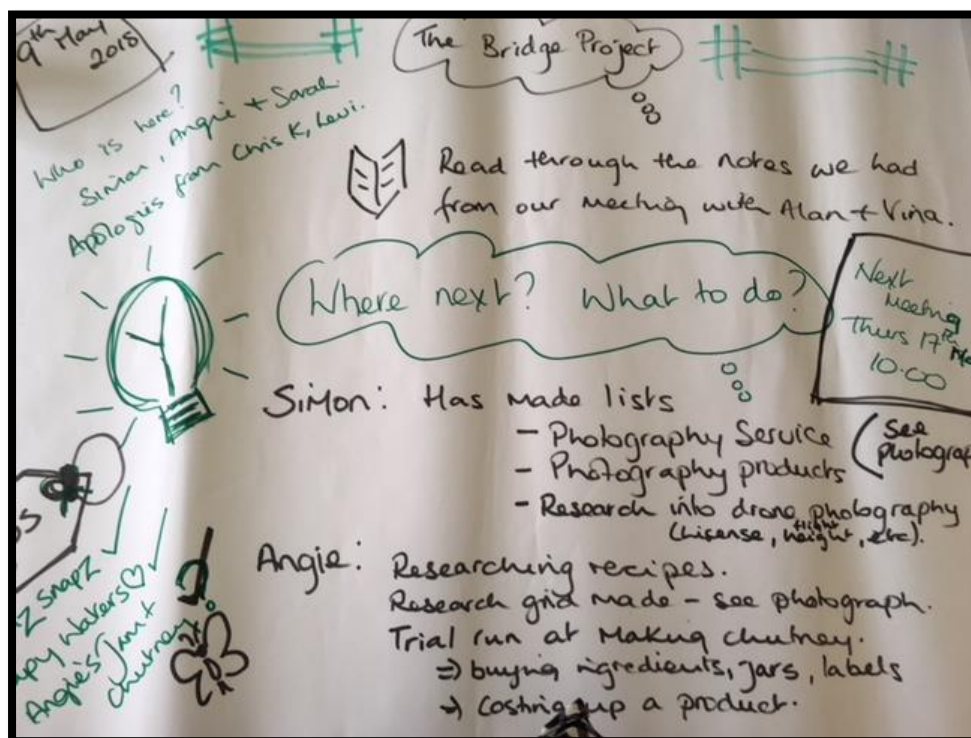 9th May
2018
The Bridge Project
Who is here?
Simon, Angie + Sarah
Apologies from Chris K, Levi.
Read through the notes we had
from our meeting with Alan + Vina.
Where next? What to do?
Next
Meeting
Thurs 17th
10.00
Simon: Has made lists
- Photography Service
- Photography products
(see
photograp
- Research into drone photography
(Lisense, flight height, etc).
Angie: Researching recipes.
Research grid made - see photograph.
Trial run at making chutney.
⇒ buying ingredients, jars, labels
→ Costing up a product.
Z SnapZ
Angie's Jam +
chutney